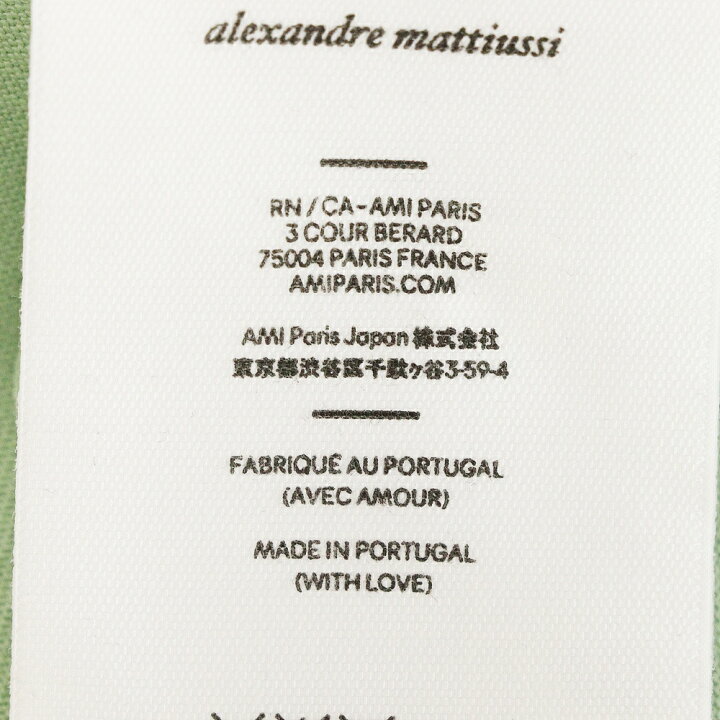 alexandre mattiussi
RN / CA-AMI PARIS
3 COUR BERARD
75004 PARIS FRANCE
AMIPARIS.COM
AMI Paris Japan 株式会社
東京都渋谷区千駄ヶ谷3-59-4
FABRIQUÉ AU PORTUGAL
(AVEC AMOUR)
MADE IN PORTUGAL
(WITH LOVE)